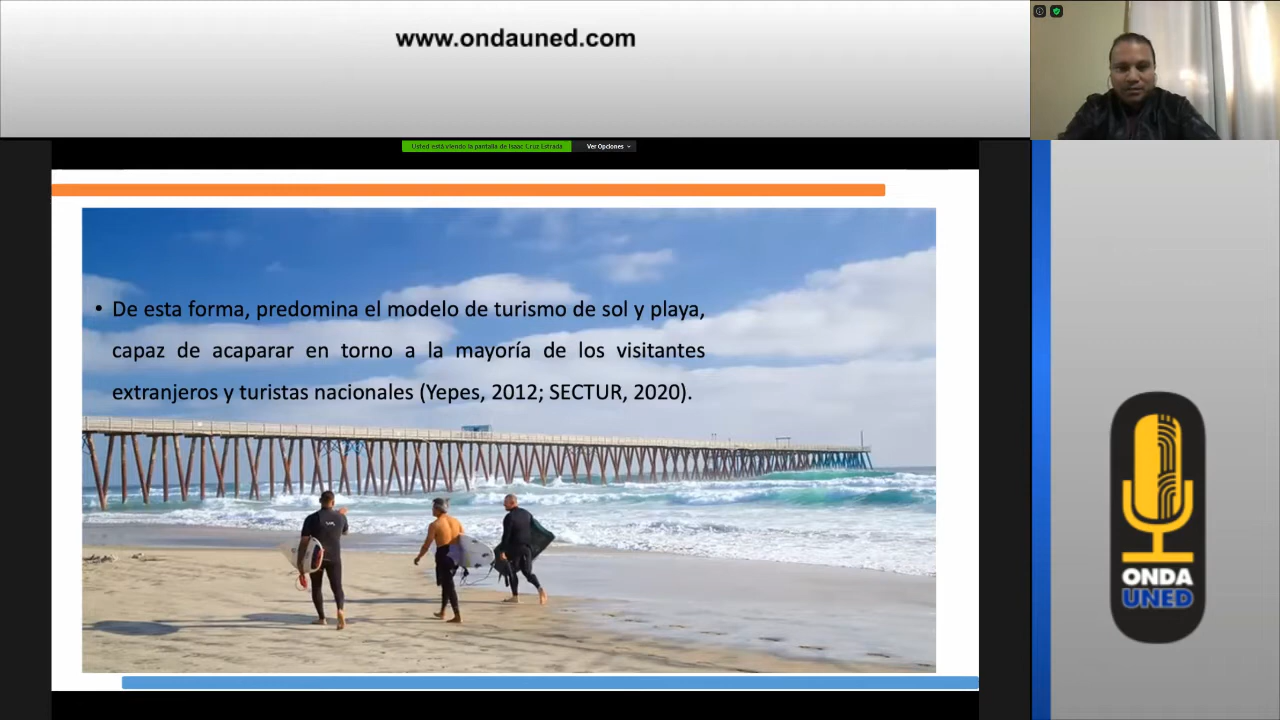 www.ondauned.com
Usted está viendo la pantalla de Isaac Cruz Estrada
Ver Opciones
• De esta forma, predomina el modelo de turismo de sol y playa,
capaz de acaparar en torno a la mayoría de los visitantes
extranjeros y turistas nacionales (Yepes, 2012; SECTUR, 2020).
ONDA
UNED